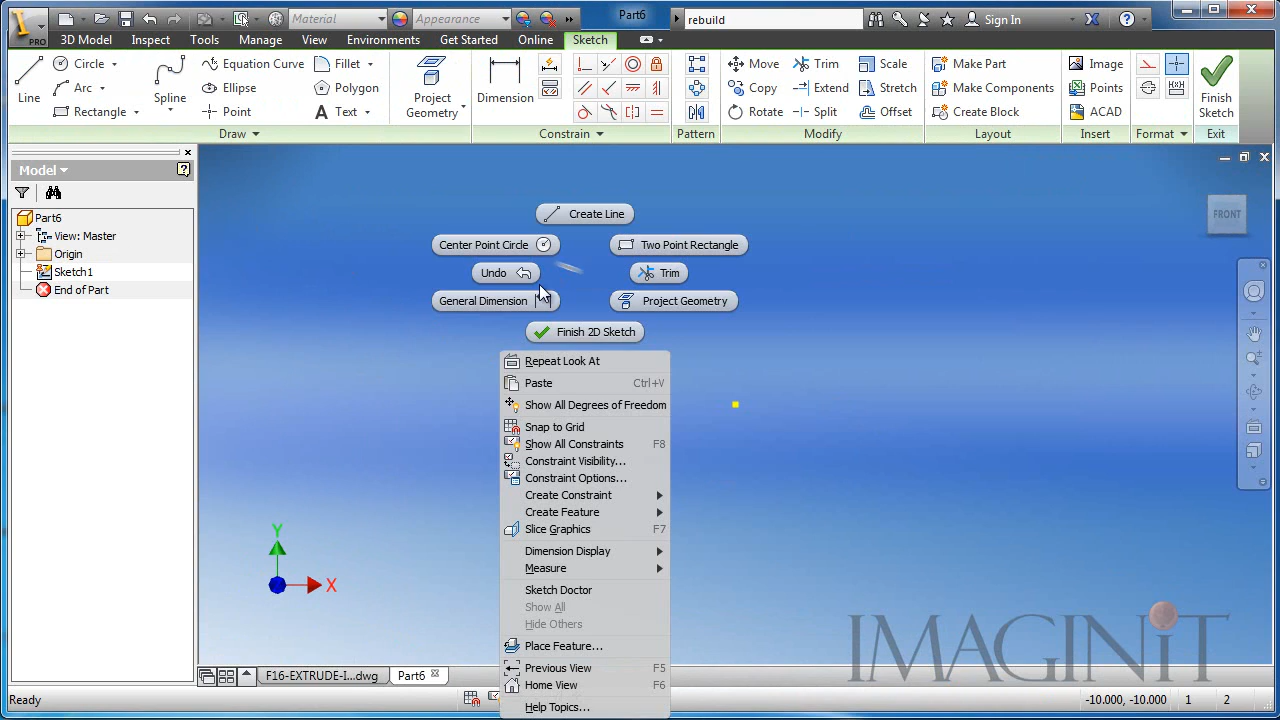 PRO
Material
Appearance
Part6
rebuild
Sign In
3D Model
Inspect
Tools
Manage
View
Environments
Get Started
Online
Sketch
Line
Circle
Arc
Rectangle
Spline
Equation Curve
Ellipse
Point
Fillet
Polygon
Text
Project
Geometry
Dimension
Move
Copy
Rotate
Trim
Extend
Split
Scale
Stretch
Offset
Make Part
Make Components
Create Block
Image
Points
ACAD
Finish
Sketch
Draw
Constrain
Pattern
Modify
Layout
Insert
Format
Exit
Model
Part6
View: Master
Origin
Sketch1
End of Part
FRONT
Create Line
Center Point Circle
Two Point Rectangle
Undo
Trim
General Dimension
Project Geometry
Finish 2D Sketch
Repeat Look At
Paste Ctrl+V
Show All Degrees of Freedom
Snap to Grid
Show All Constraints F8
Constraint Visibility...
Constraint Options...
Create Constraint
Create Feature
Slice Graphics F7
Dimension Display
Measure
Sketch Doctor
Show All
Hide Others
Place Feature...
Previous View F5
Home View F6
Help Topics...
Y
X
IMAGINiT
F16-EXTRUDE-I...dwg
Part6
Ready
-10.000, -10.000
1
2